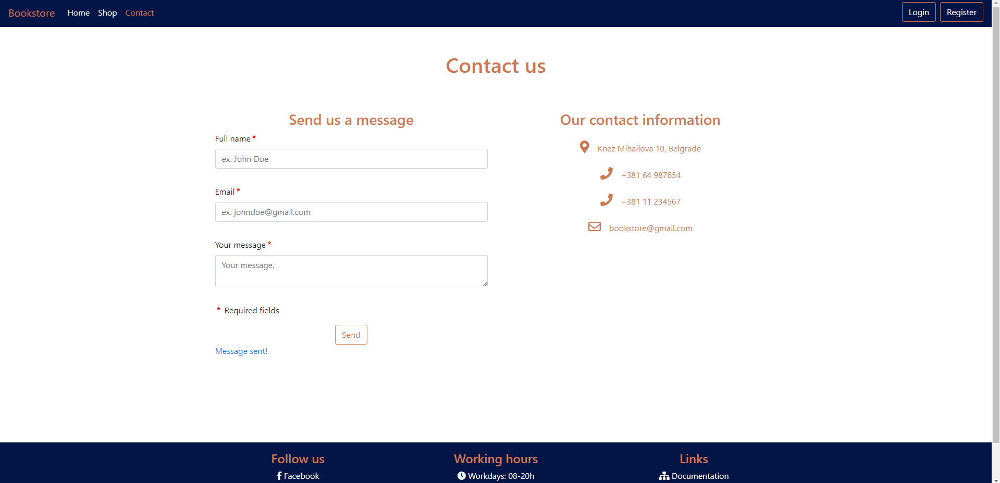 Bookstore Home Shop Contact Login Register
Contact us
Send us a message
Full name *
ex. John Doe
Email *
ex. johndoe@gmail.com
Your message *
Your message.
* Required fields
Send
Message sent!
Our contact information
Knez Mihailova 10, Belgrade
+381 64 987654
+381 11 234567
bookstore@gmail.com
Follow us
Facebook
Working hours
Workdays: 08-20h
Links
Documentation